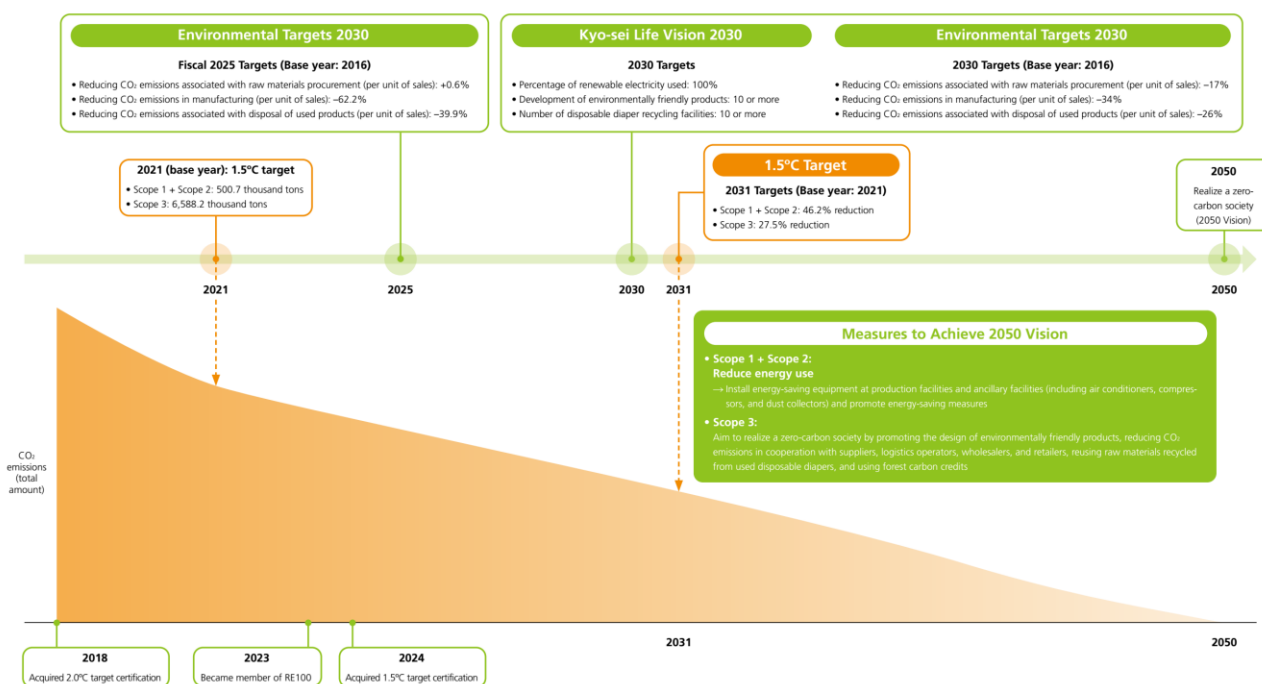 Environmental Targets 2030
Fiscal 2025 Targets (Base year: 2016)
• Reducing CO₂ emissions associated with raw materials procurement (per unit of sales): +0.6%
• Reducing CO₂ emissions in manufacturing (per unit of sales): –62.2%
• Reducing CO₂ emissions associated with disposal of used products (per unit of sales): –39.9%
Kyo-sei Life Vision 2030
2030 Targets
• Percentage of renewable electricity used: 100%
• Development of environmentally friendly products: 10 or more
• Number of disposable diaper recycling facilities: 10 or more
Environmental Targets 2030
2030 Targets (Base year: 2016)
• Reducing CO₂ emissions associated with raw materials procurement (per unit of sales): –17%
• Reducing CO₂ emissions in manufacturing (per unit of sales): –34%
• Reducing CO₂ emissions associated with disposal of used products (per unit of sales): –26%
2021 (base year): 1.5ºC target
• Scope 1 + Scope 2: 500.7 thousand tons
• Scope 3: 6,588.2 thousand tons
1.5ºC Target
2031 Targets (Base year: 2021)
• Scope 1 + Scope 2: 46.2% reduction
• Scope 3: 27.5% reduction
2050
Realize a zero-
carbon society
(2050 Vision)
2021
2025
2030
2031
2050
Measures to Achieve 2050 Vision
• Scope 1 + Scope 2:
Reduce energy use
→ Install energy-saving equipment at production facilities and ancillary facilities (including air conditioners, compres-
sors, and dust collectors) and promote energy-saving measures
• Scope 3:
Aim to realize a zero-carbon society by promoting the design of environmentally friendly products, reducing CO₂
emissions in cooperation with suppliers, logistics operators, wholesalers, and retailers, reusing raw materials recycled
from used disposable diapers, and using forest carbon credits
CO₂
emissions
(total
amount)
2031
2050
2018
Acquired 2.0ºC target certification
2023
Became member of RE100
2024
Acquired 1.5ºC target certification